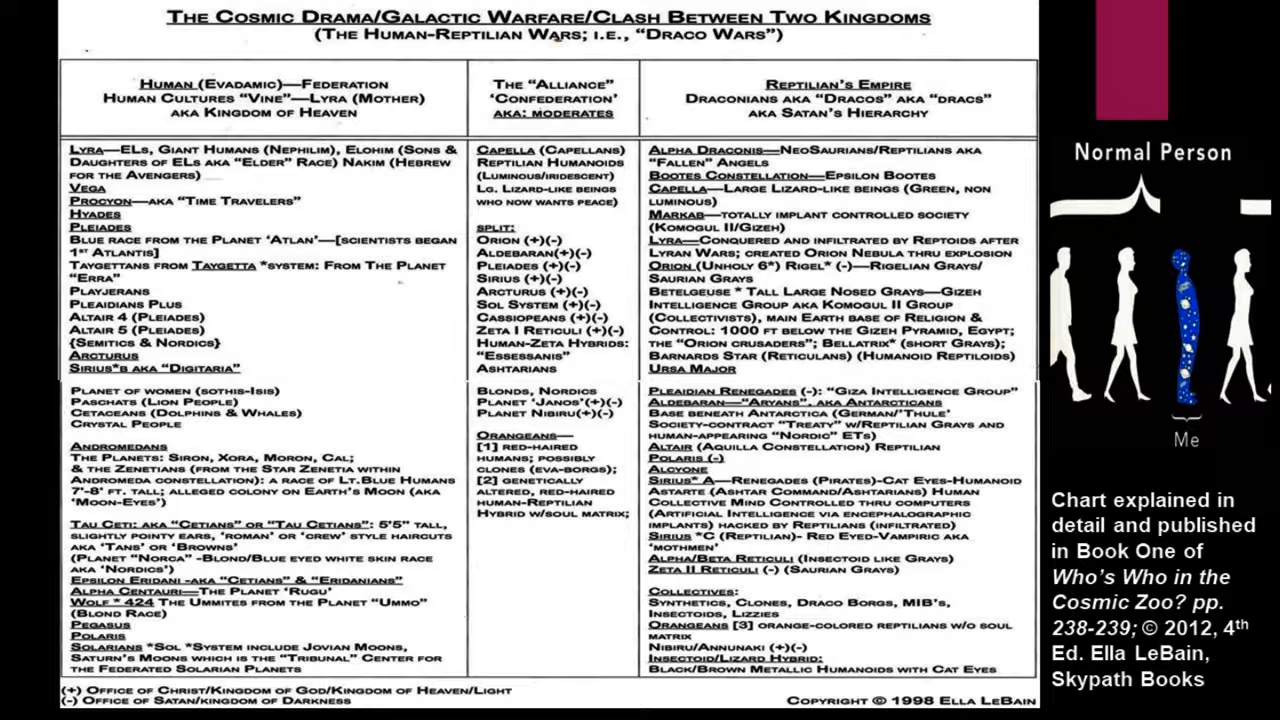 THE COSMIC DRAMA/GALACTIC WARFARE/CLASH BETWEEN TWO KINGDOMS
(THE HUMAN-REPTILIAN WARS; I.E., "DRACO WARS")
HUMAN (EVADAMIC)—FEDERATION
HUMAN CULTURES "VINE"—LYRA (MOTHER)
AKA KINGDOM OF HEAVEN
THE "ALLIANCE"
'CONFEDERATION'
AKA: MODERATES
REPTILIAN'S EMPIRE
DRACONIANS AKA "DRACOS" AKA "DRACS"
AKA SATAN'S HIERARCHY
LYRA—ELS, GIANT HUMANS (NEPHILIM), ELOHIM (SONS &
DAUGHTERS OF ELS AKA "ELDER" RACE) NAKIM (HEBREW
FOR THE AVENGERS)
VEGA
PROCYON—AKA "TIME TRAVELERS"
HYADES
PLEIADES
BLUE RACE FROM THE PLANET 'ATLAN'—[SCIENTISTS BEGAN
1ST ATLANTIS]
TAYGETTANS FROM TAYGETTA *SYSTEM: FROM THE PLANET
"ERRA"
PLAYJERANS
PLEIADIANS PLUS
ALTAIR 4 (PLEIADES)
ALTAIR 5 (PLEIADES)
{SEMITICS & NORDICS}
ARCTURUS
SIRIUS*B AKA "DIGITARIA"
PLANET OF WOMEN (SOTHIS-ISIS)
PASCHATS (LION PEOPLE)
CETACEANS (DOLPHINS & WHALES)
CRYSTAL PEOPLE
ANDROMEDANS
THE PLANETS: SIRON, XORA, MORON, CAL;
& THE ZENETIANS (FROM THE STAR ZENETIA WITHIN
ANDROMEDA CONSTELLATION): A RACE OF LT.BLUE HUMANS
7'-8' FT. TALL; ALLEGED COLONY ON EARTH'S MOON (AKA
'MOON-EYES')
TAU CETI: AKA "CETIANS" OR "TAU CETIANS": 5'5" TALL,
SLIGHTLY POINTY EARS, 'ROMAN' OR 'CREW' STYLE HAIRCUTS
AKA 'TANS' OR 'BROWNS'
(PLANET "NORCA" -BLOND/BLUE EYED WHITE SKIN RACE
AKA 'NORDICS')
EPSILON ERIDANI -AKA "CETIANS" & "ERIDANIANS"
ALPHA CENTAURI—THE PLANET 'RUGU'
WOLF * 424 THE UMMITES FROM THE PLANET "UMMO"
(BLOND RACE)
PEGASUS
POLARIS
SOLARIANS *SOL *SYSTEM INCLUDE JOVIAN MOONS,
SATURN'S MOONS WHICH IS THE "TRIBUNAL" CENTER FOR
THE FEDERATED SOLARIAN PLANETS
CAPELLA (CAPELLANS)
REPTILIAN HUMANOIDS
(LUMINOUS/IRIDESCENT)
LG. LIZARD-LIKE BEINGS
WHO NOW WANTS PEACE)
SPLIT:
ORION (+)(-)
ALDEBARAN(+)(-)
PLEIADES (+)(-)
SIRIUS (+)(-)
ARCTURUS (+)(-)
SOL SYSTEM (+)(-)
CASSIOPEANS (+)(-)
ZETA I RETICULI (+)(-)
HUMAN-ZETA HYBRIDS:
"ESSESSANIS"
ASHTARIANS
BLONDS, NORDICS
PLANET 'JANOS'(+)(-)
PLANET NIBIRU(+)(-)
ORANGEANS—
[1] RED-HAIRED
HUMANS; POSSIBLY
CLONES (EVA-BORGS);
[2] GENETICALLY
ALTERED, RED-HAIRED
HUMAN-REPTILIAN
HYBRID W/SOUL MATRIX;
ALPHA DRACONIS—NEOSAURIANS/REPTILIANS AKA
"FALLEN" ANGELS
BOOTES CONSTELLATION—EPSILON BOOTES
CAPELLA—LARGE LIZARD-LIKE BEINGS (GREEN, NON
LUMINOUS)
MARKAB—TOTALLY IMPLANT CONTROLLED SOCIETY
(KOMOGUL II/GIZEH)
LYRA—CONQUERED AND INFILTRATED BY REPTOIDS AFTER
LYRAN WARS; CREATED ORION NEBULA THRU EXPLOSION
ORION (UNHOLY 6*) RIGEL* (-)—RIGELIAN GRAYS/
SAURIAN GRAYS
BETELGEUSE * TALL LARGE NOSED GRAYS—GIZEH
INTELLIGENCE GROUP AKA KOMOGUL II GROUP
(COLLECTIVISTS), MAIN EARTH BASE OF RELIGION &
CONTROL: 1000 FT BELOW THE GIZEH PYRAMID, EGYPT;
THE "ORION CRUSADERS"; BELLATRIX* (SHORT GRAYS);
BARNARDS STAR (RETICULANS) (HUMANOID REPTILOIDS)
URSA MAJOR
PLEAIDIAN RENEGADES (-): "GIZA INTELLIGENCE GROUP"
ALDEBARAN—"ARYANS", AKA ANTARCTICANS
BASE BENEATH ANTARCTICA (GERMAN/'THULE'
SOCIETY-CONTRACT "TREATY" W/REPTILIAN GRAYS AND
HUMAN-APPEARING "NORDIC" ETS)
ALTAIR (AQUILLA CONSTELLATION) REPTILIAN
POLARIS (-)
ALCYONE
SIRIUS* A—RENEGADES (PIRATES)-CAT EYES-HUMANOID
ASTARTE (ASHTAR COMMAND/ASHTARIANS) HUMAN
COLLECTIVE MIND CONTROLLED THRU COMPUTERS
(ARTIFICIAL INTELLIGENCE VIA ENCEPHALOGRAPHIC
IMPLANTS) HACKED BY REPTILIANS (INFILTRATED)
SIRIUS *C (REPTILIAN)- RED EYED-VAMPIRIC AKA
'MOTHMEN'
ALPHA/BETA RETICULI (INSECTOID LIKE GRAYS)
ZETA II RETICULI (-) (SAURIAN GRAYS)
COLLECTIVES:
SYNTHETICS, CLONES, DRACO BORGS, MIB'S,
INSECTOIDS, LIZZIES
ORANGEANS [3] ORANGE-COLORED REPTILIANS W/O SOUL
MATRIX
NIBIRU/ANNUNAKI (+)(-)
INSECTOID/LIZARD HYBRID:
BLACK/BROWN METALLIC HUMANOIDS WITH CAT EYES
(+) OFFICE OF CHRIST/KINGDOM OF GOD/KINGDOM OF HEAVEN/LIGHT
(-) OFFICE OF SATAN/KINGDOM OF DARKNESS
COPYRIGHT © 1998 ELLA LEBAIN
Normal Person
Me
Chart explained in
detail and published
in Book One of
Who's Who in the
Cosmic Zoo? pp.
238-239; © 2012, 4th
Ed. Ella LeBain,
Skypath Books